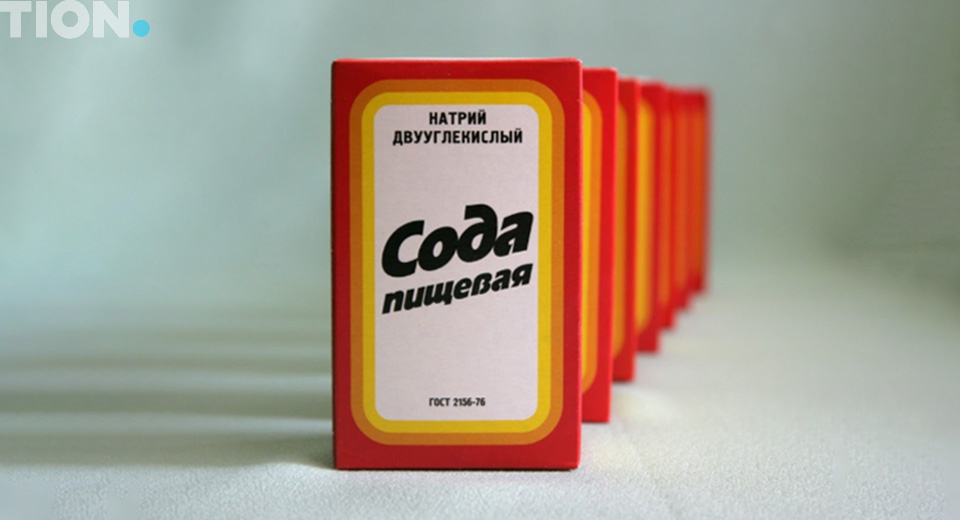 TION.
НАТРИЙ
ДВУУГЛЕКИСЛЫЙ
Сода
пищевая
ГОСТ 2156-76